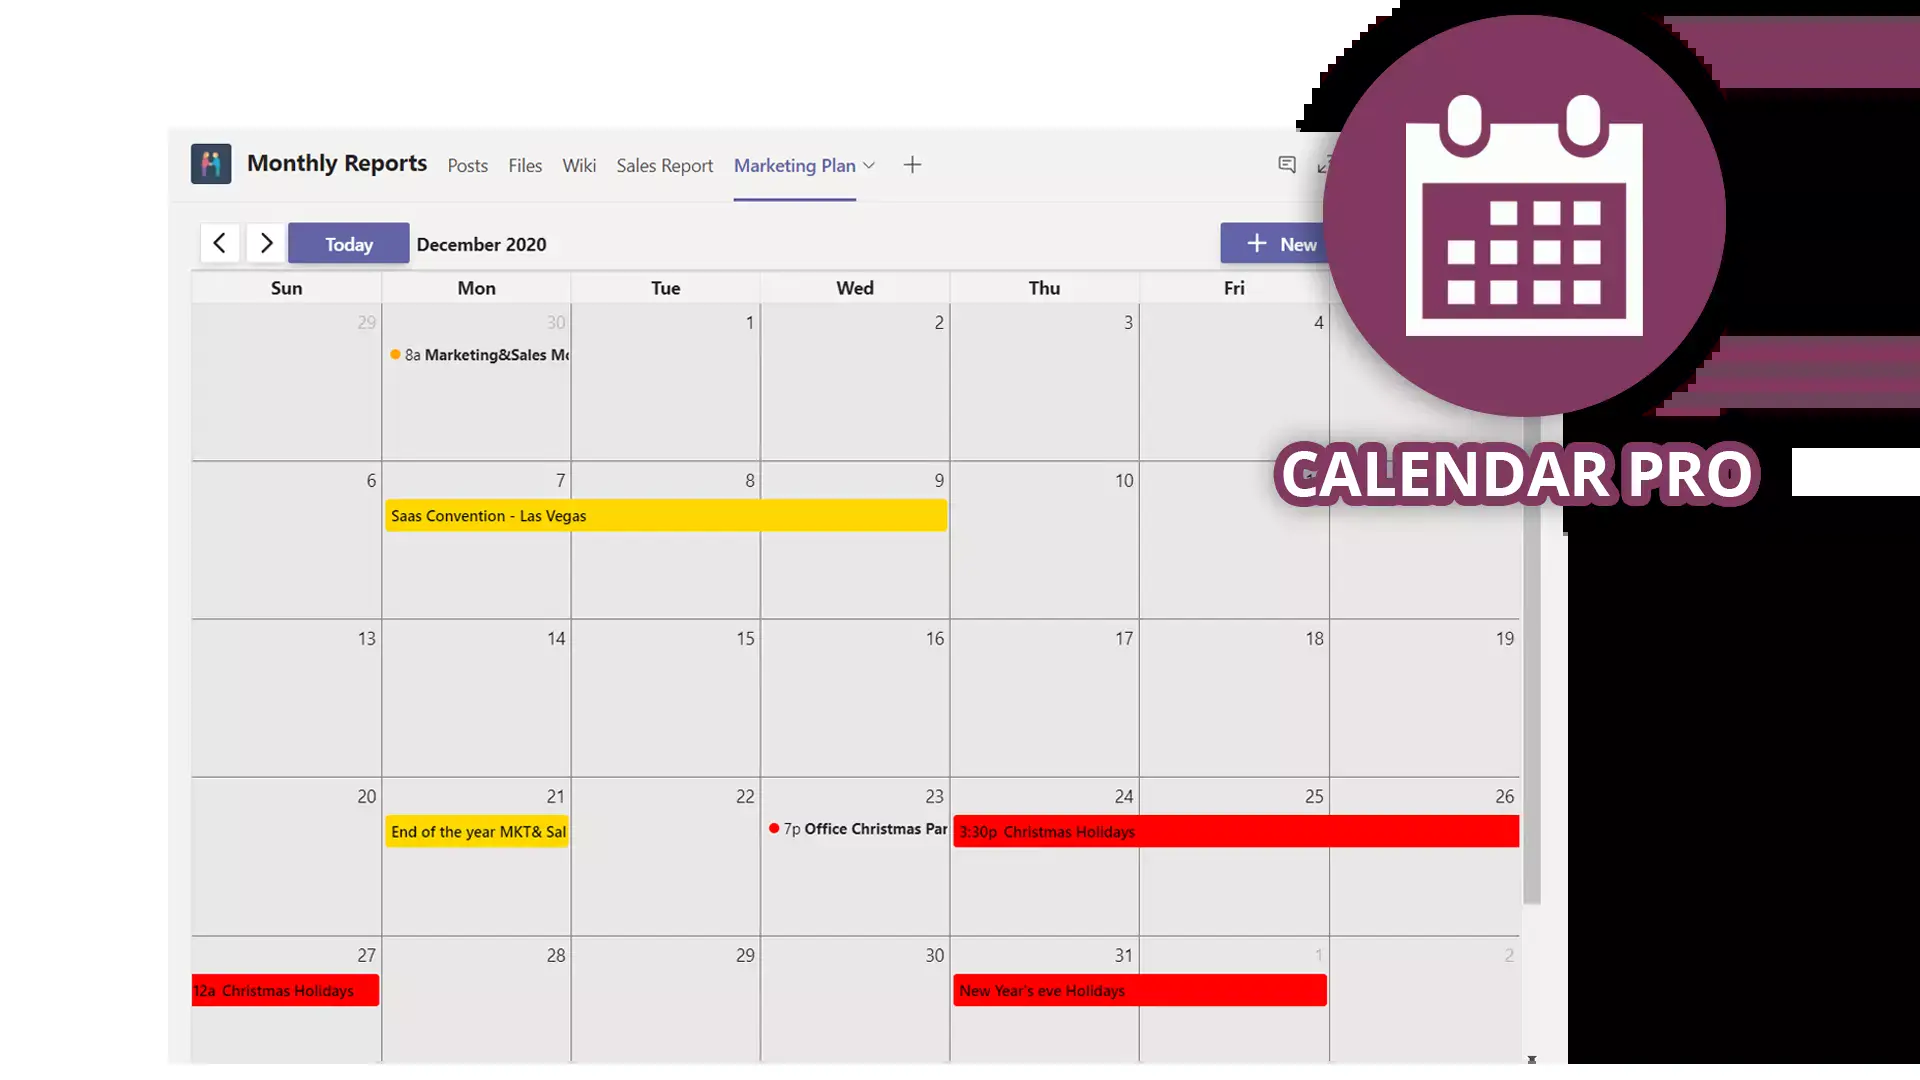 Monthly Reports Posts Files Wiki Sales Report Marketing Plan
Today December 2020 New
Sun Mon Tue Wed Thu Fri
29 30 1 2 3 4
8a Marketing&Sales
CALENDAR PRO
6 7 8 9 10
Saas Convention - Las Vegas
13 14 15 16 17 18 19
20 21 22 23 24 25 26
End of the year MKT& Sal 7p Office Christmas Par 3:30p Christmas Holidays
27 28 29 30 31 1 2
12a Christmas Holidays New Year's eve Holidays